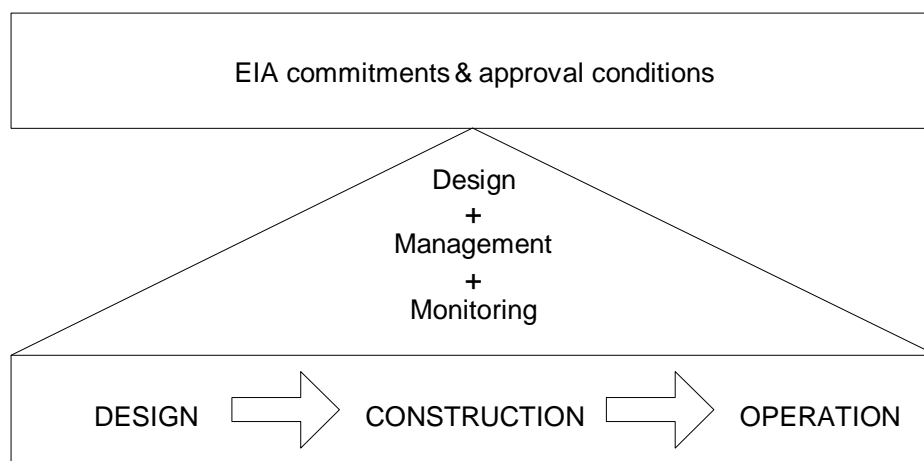 EIA commitments & approval conditions
Design
+
Management
+
Monitoring
DESIGN CONSTRUCTION OPERATION